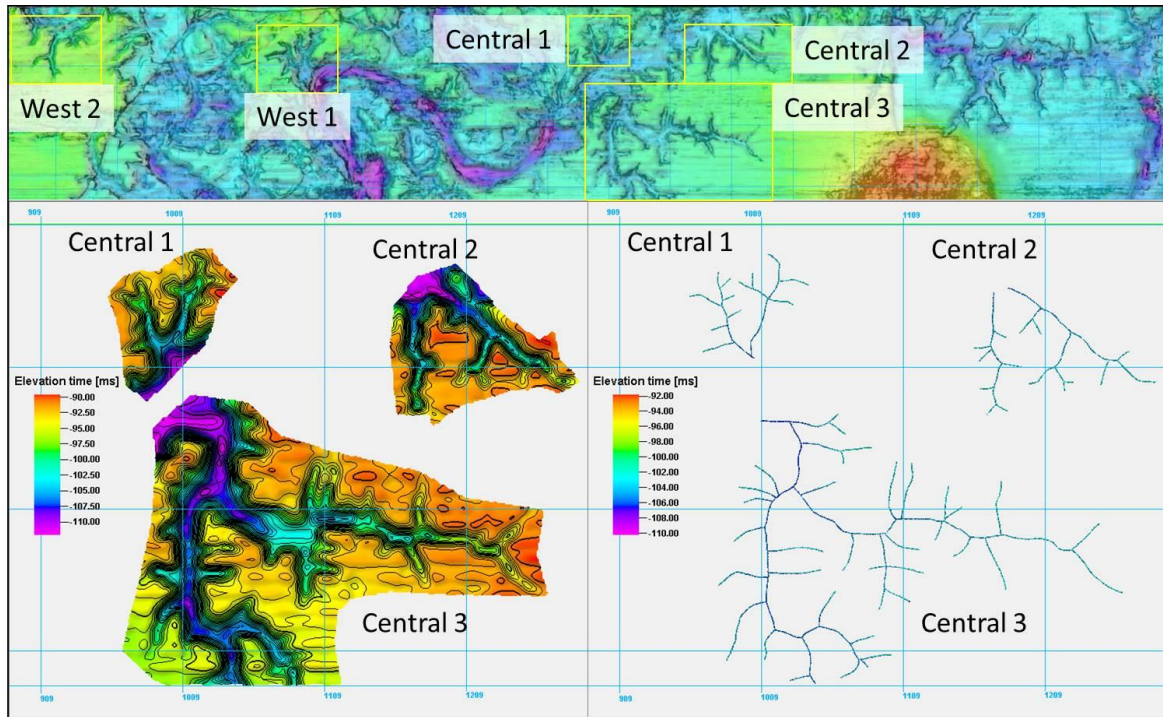 Central 1
Central 2
West 2
West 1
Central 3
909 1009 1109 1209 909 1009 1109 1209
Central 1
Central 2
Central 1
Central 2
Elevation time [ms]
-90.00
-92.50
-95.00
-97.50
-100.00
-102.50
-105.00
-107.50
-110.00
Elevation time [ms]
-92.00
-94.00
-96.00
-98.00
-100.00
-102.00
-104.00
-106.00
-108.00
-110.00
Central 3
Central 3
909 1009 1109 1209 909 1009 1109 1209